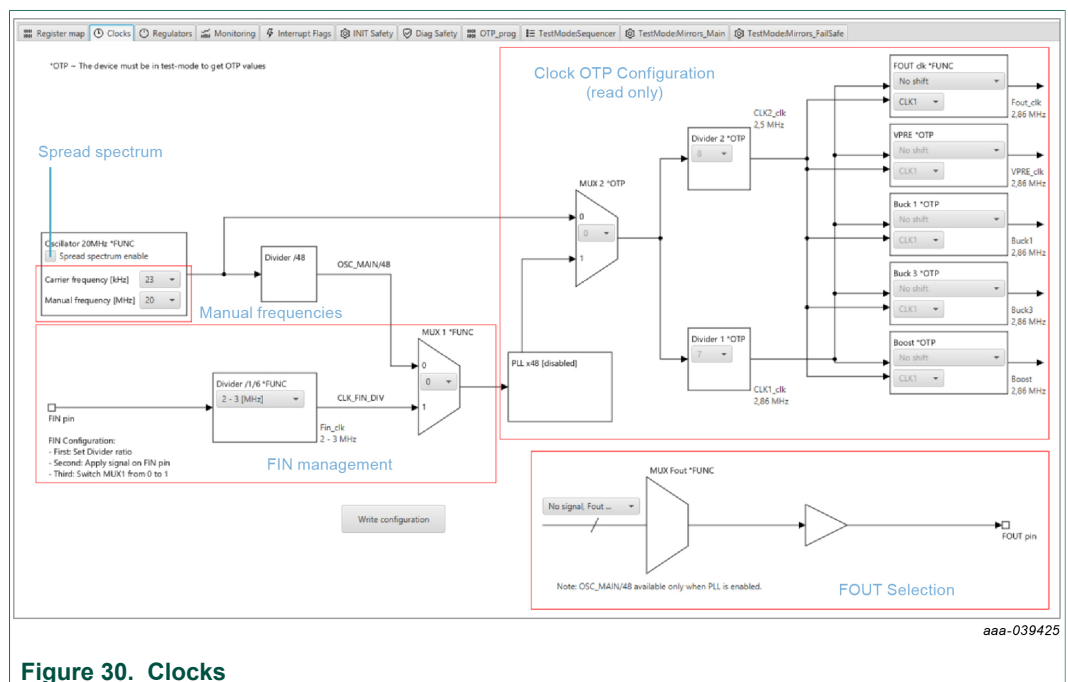 Register map
Clocks
Regulators
Monitoring
Interrupt Flags
INIT Safety
Diag Safety
OTP_prog
TestMode:Sequencer
TestMode:Mirrors_Main
TestMode:Mirrors_FailSafe
*OTP ~ The device must be in test-mode to get OTP values
Clock OTP Configuration
(read only)
Spread spectrum
Oscillator 20MHz *FUNC
Spread spectrum enable
Carrier frequency [kHz]
23
Manual frequency [MHz]
20
Manual frequencies
Divider /48
OSC_MAIN/48
MUX 1 *FUNC
0
0
1
Divider /1/6 *FUNC
2 - 3 [MHz]
CLK_FIN_DIV
Fin_clk
2 - 3 MHz
FIN pin
FIN Configuration:
- First: Set Divider ratio
- Second: Apply signal on FIN pin
- Third: Switch MUX1 from 0 to 1
FIN management
Write configuration
MUX 2 *OTP
0
0
1
PLL x48 [disabled]
CLK2_clk
2,5 MHz
Divider 2 *OTP
8
Divider 1 *OTP
7
CLK1_clk
2,86 MHz
FOUT clk *FUNC
No shift
CLK1
Fout_clk
2,86 MHz
VPRE *OTP
No shift
CLK1
VPRE_clk
2,86 MHz
Buck 1 *OTP
No shift
CLK1
Buck1
2,86 MHz
Buck 3 *OTP
No shift
CLK1
Buck3
2,86 MHz
Boost *OTP
No shift
CLK1
Boost
2,86 MHz
MUX Fout *FUNC
No signal, Fout ...
FOUT pin
Note: OSC_MAIN/48 available only when PLL is enabled.
FOUT Selection
aaa-039425
Figure 30. Clocks